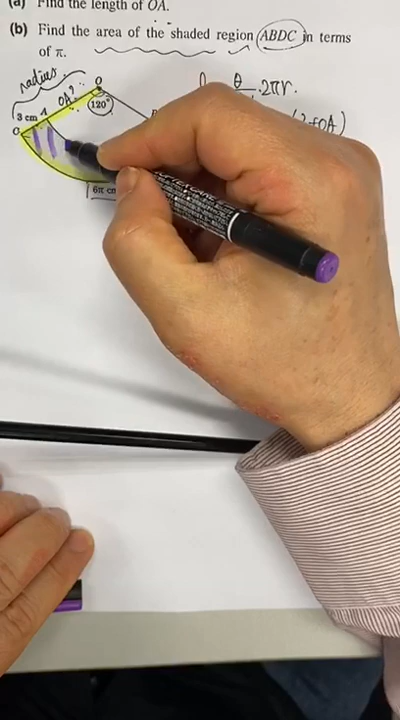 (a) Find the length of OA.
(b) Find the area of the shaded region ABDC in terms
of π.
radius
O
θ
.2πr.
OA?
120°
3 cm
A
C
6π cm